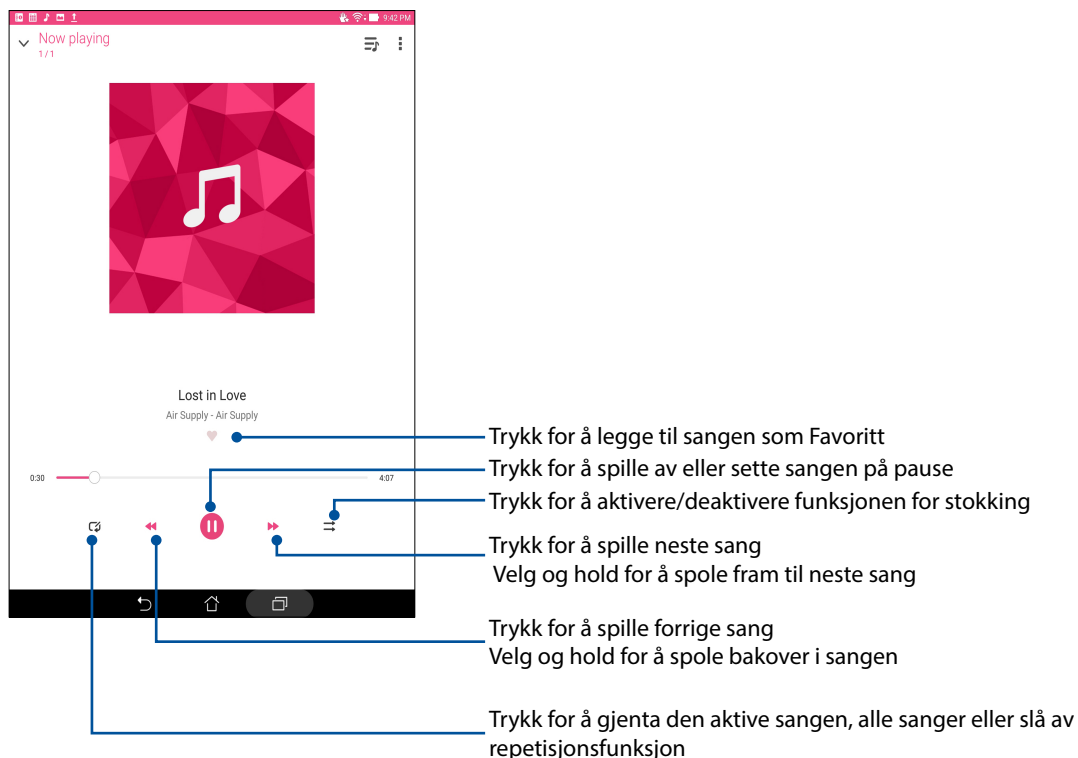 9:42 PM
Now playing
1/1
Lost in Love
Air Supply - Air Supply
Trykk for å legge til sangen som Favoritt
Trykk for å spille av eller sette sangen på pause
0:30
4:07
Trykk for å aktivere/deaktivere funksjonen for stokking
Trykk for å spille neste sang
Velg og hold for å spole fram til neste sang
Trykk for å spille forrige sang
Velg og hold for å spole bakover i sangen
Trykk for å gjenta den aktive sangen, alle sanger eller slå av
repetisjonsfunksjon